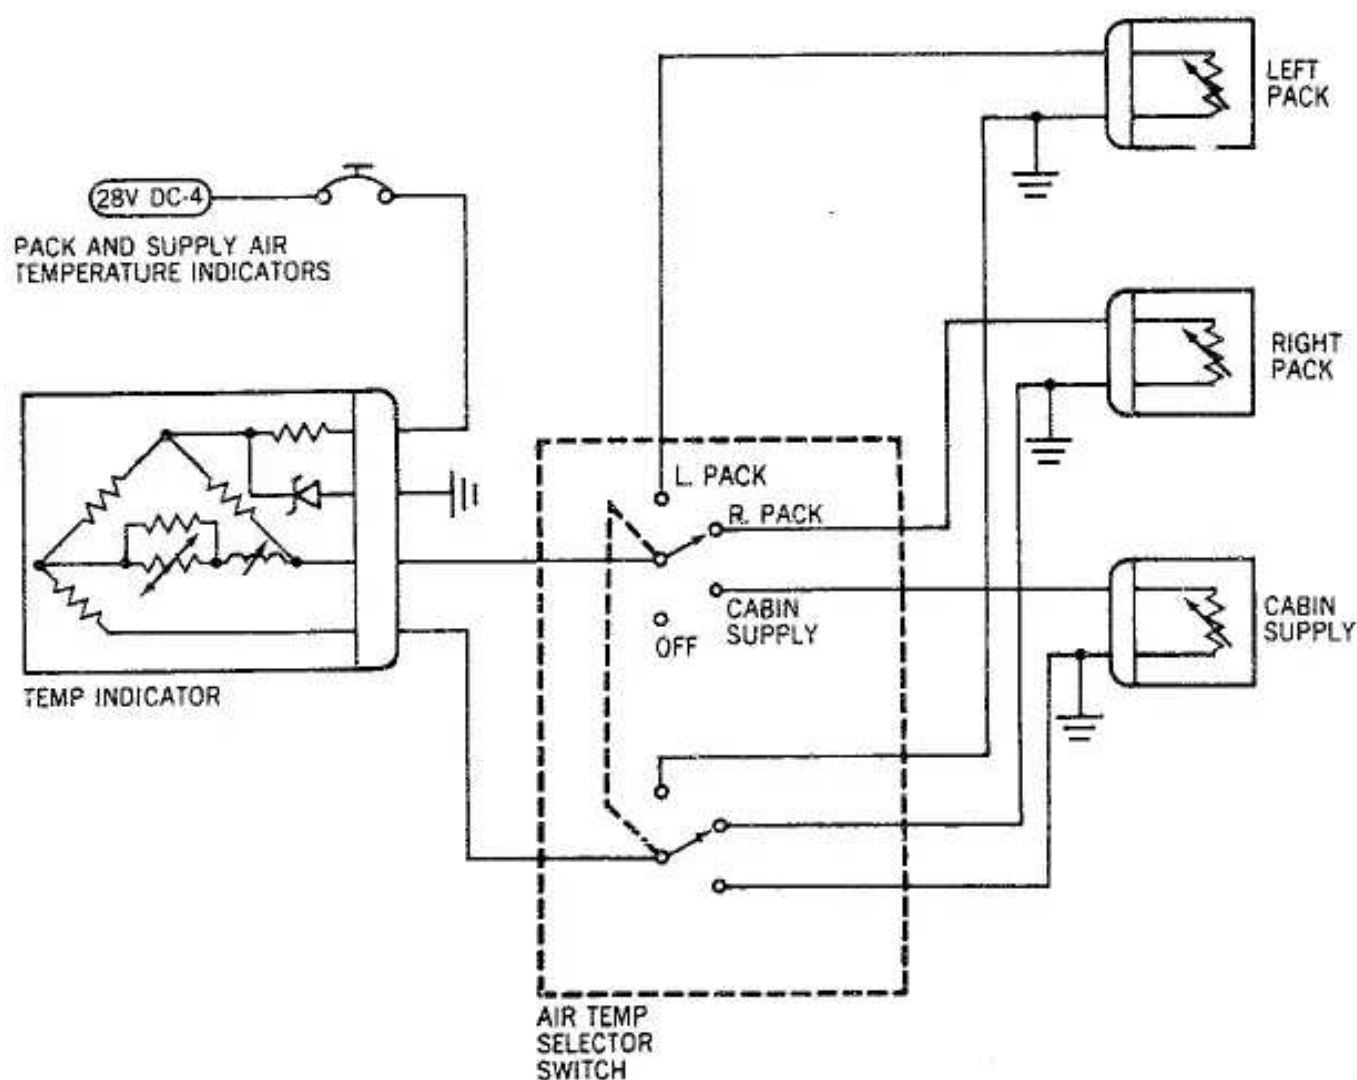 LEFT
PACK
28V DC-4
PACK AND SUPPLY AIR
TEMPERATURE INDICATORS
RIGHT
PACK
L. PACK
R. PACK
CABIN
SUPPLY
OFF
CABIN
SUPPLY
TEMP INDICATOR
AIR TEMP
SELECTOR
SWITCH